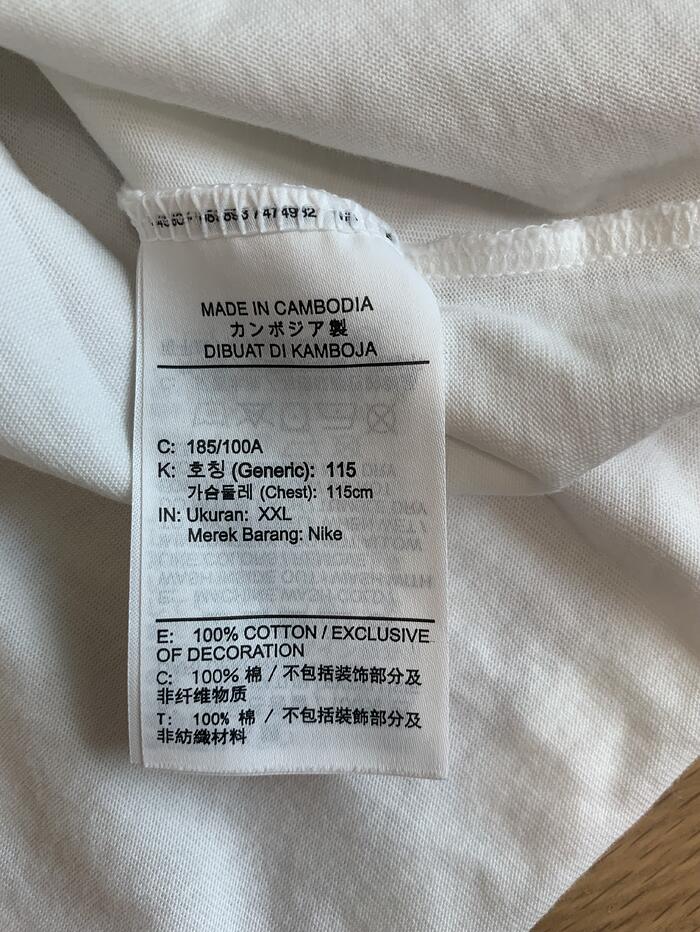 MADE IN CAMBODIA
カンボジア製
DIBUAT DI KAMBOJA
C: 185/100A
K: 호칭 (Generic): 115
가슴둘레 (Chest): 115cm
IN: Ukuran: XXL
Merek Barang: Nike
E: 100% COTTON / EXCLUSIVE
OF DECORATION
C: 100% 棉 / 不包括装饰部分及
非纤维物质
T: 100% 棉 / 不包括裝飾部分及
非紡織材料